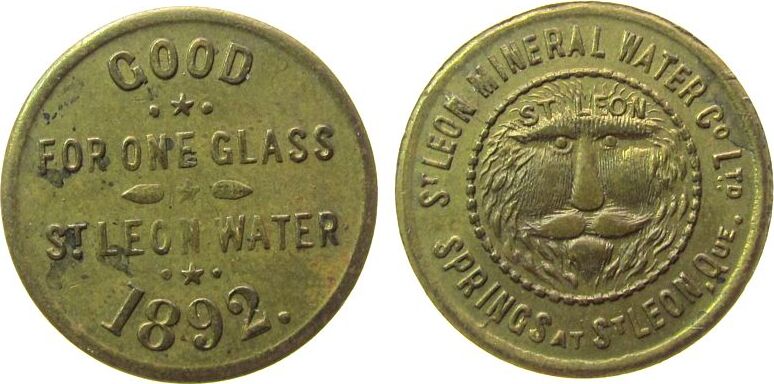 GOOD
FOR ONE GLASS
ST. LEON WATER
1892.
ST LEON MINERAL WATER CO LTD.
ST LEON
SPRINGS AT ST LEON, QUE.